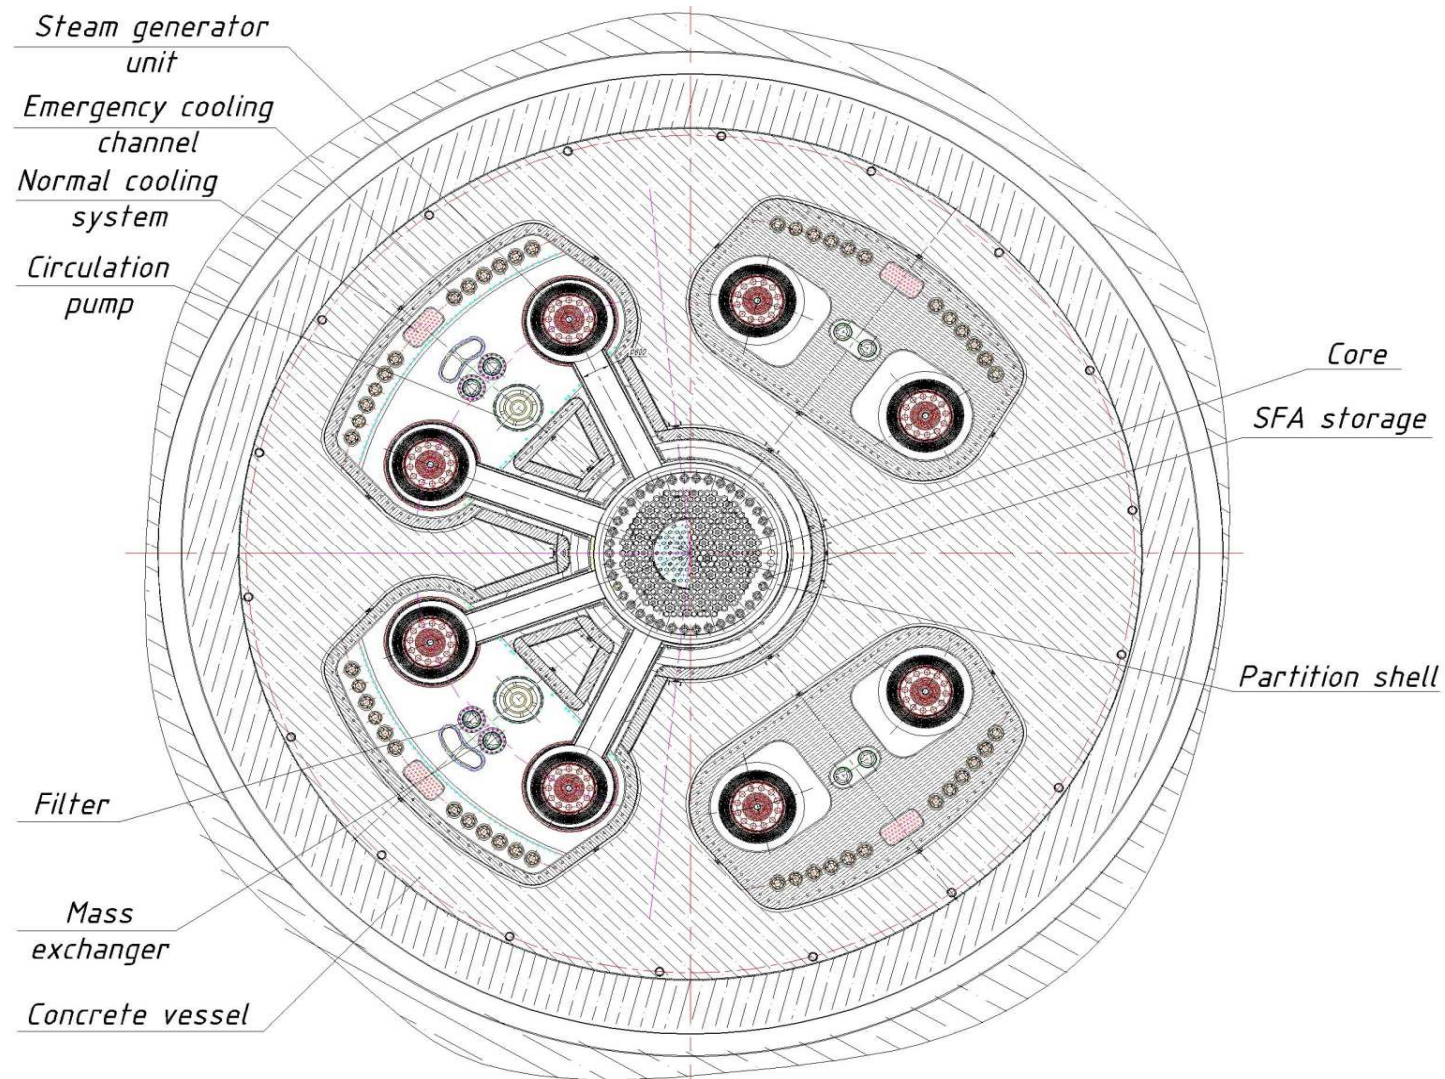 Steam generator
unit
Emergency cooling
channel
Normal cooling
system
Circulation
pump
Core
SFA storage
Partition shell
Filter
Mass
exchanger
Concrete vessel